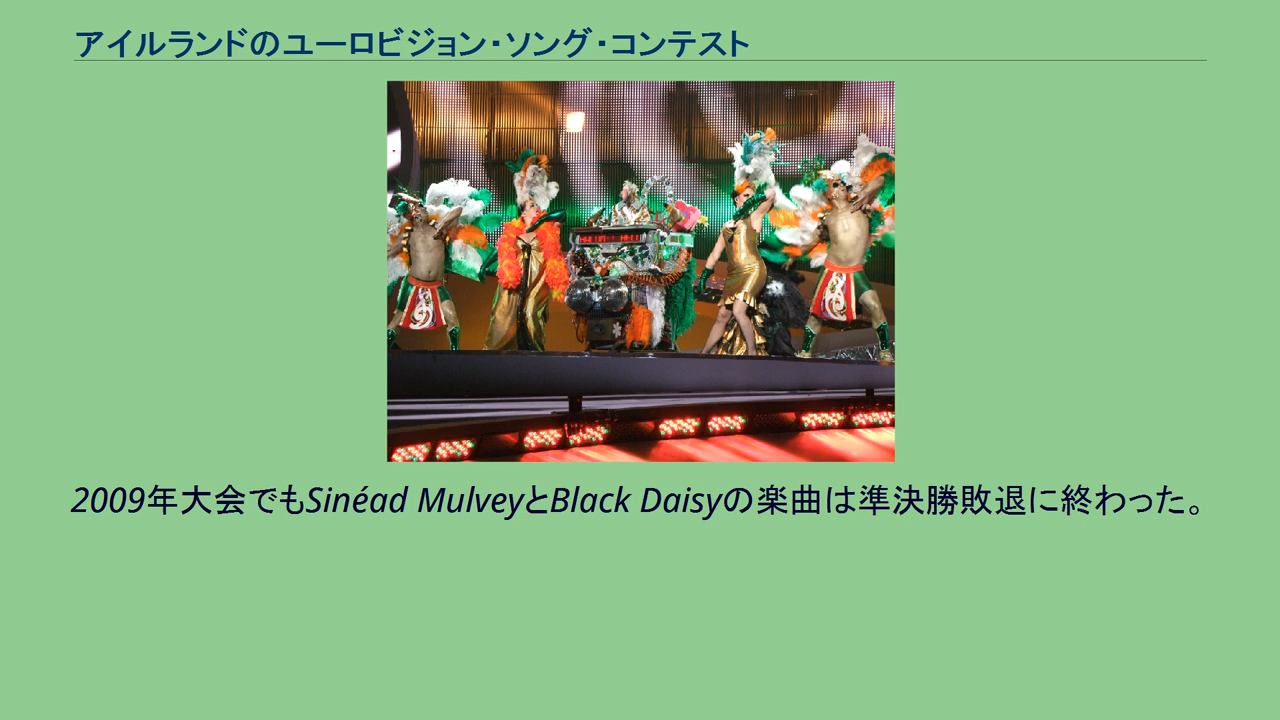 アイルランドのユーロビジョン・ソング・コンテスト
2009年大会でもSinéad MulveyとBlack Daisyの楽曲は準決勝敗退に終わった。